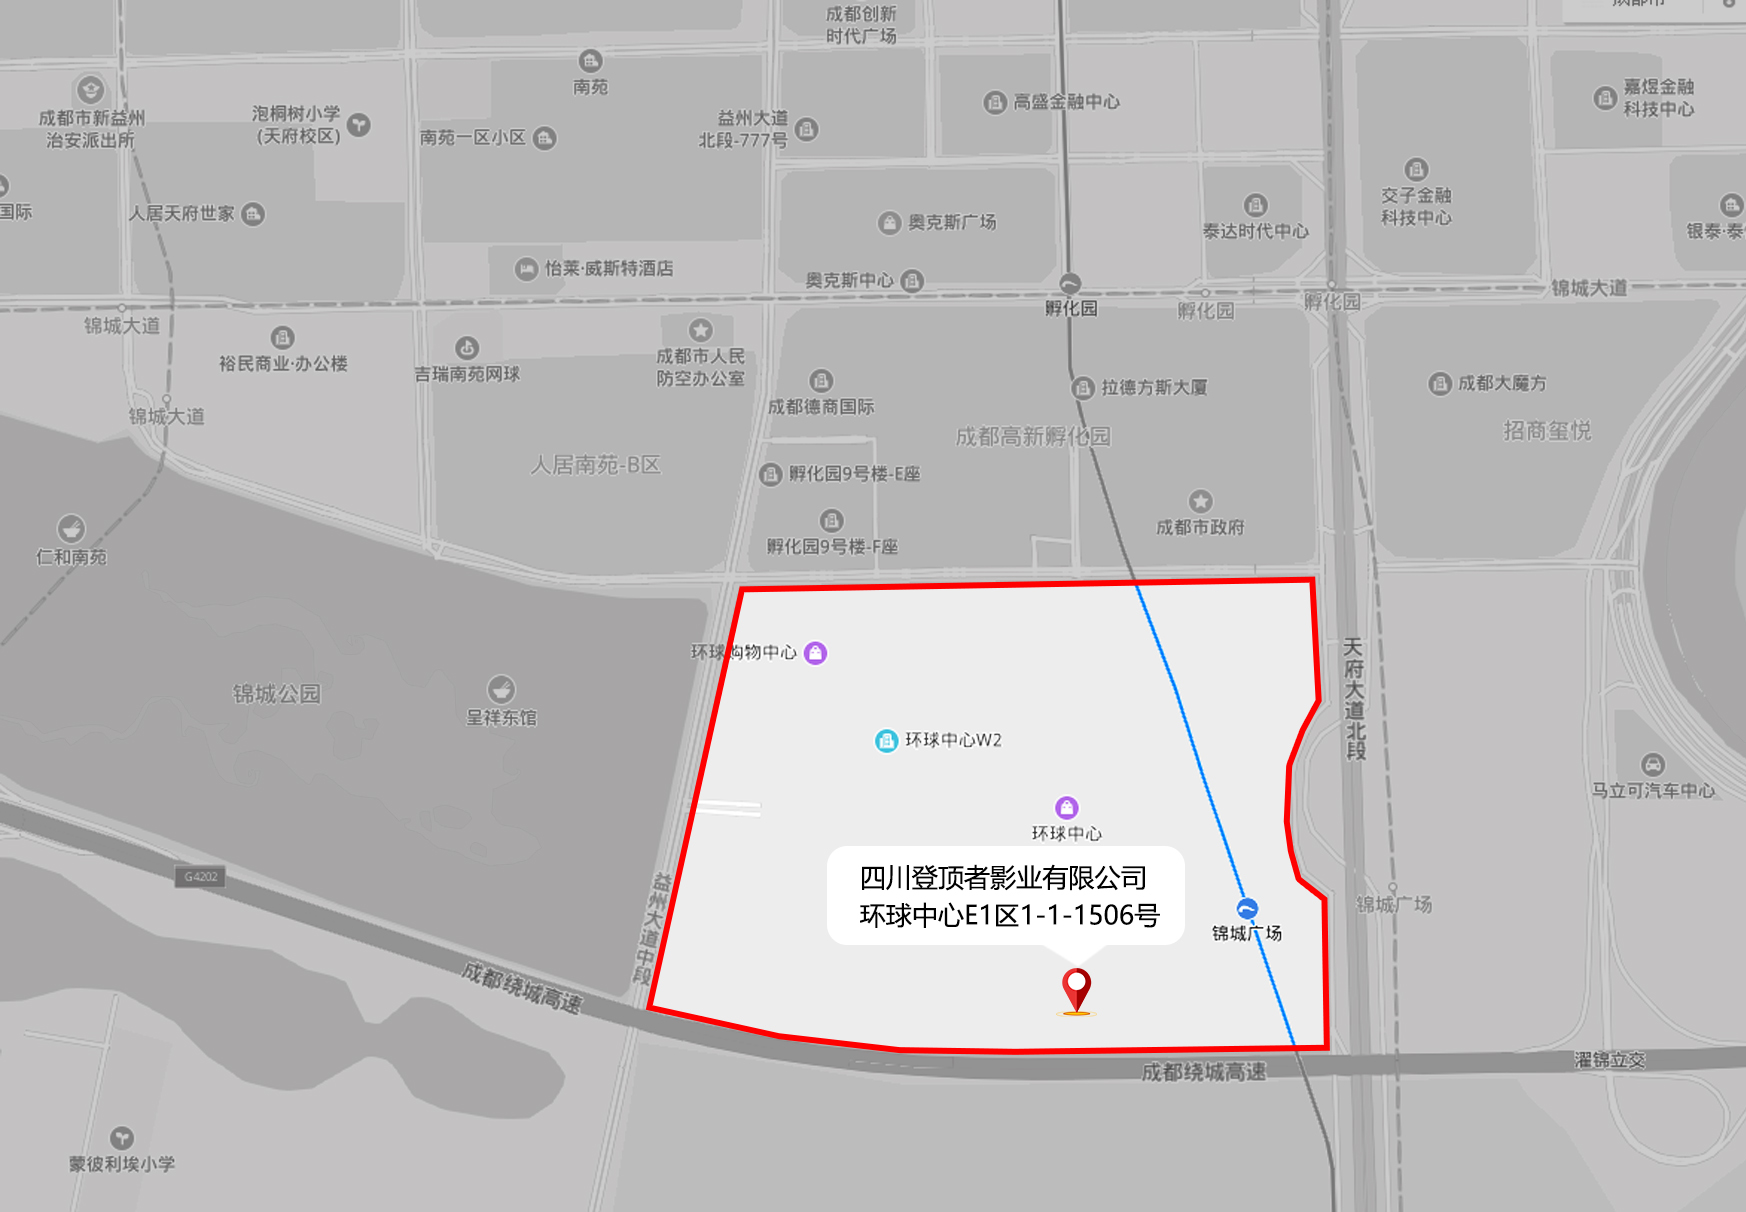 成都创新
时代广场
南苑
成都市新益州
治安派出所
泡桐树小学
(天府校区)
南苑一区小区
益州大道
北段-777号
高盛金融中心
嘉煜金融
科技中心
国际
人居天府世家
奥克斯广场
泰达时代中心
交子金融
科技中心
银泰·泰
怡莱·威斯特酒店
奥克斯中心
孵化园
孵化园
孵化园
锦城大道
锦城大道
裕民商业·办公楼
吉瑞南苑网球
成都市人民
防空办公室
成都德商国际
拉德方斯大厦
成都大魔方
锦城大道
成都高新孵化园
招商玺悦
人居南苑-B区
孵化园9号楼-E座
成都市政府
仁和南苑
孵化园9号楼-F座
环球购物中心
天府大道北段
锦城公园
呈祥东馆
环球中心W2
马立可汽车中心
环球中心
四川登顶者影业有限公司
环球中心E1区1-1-1506号
G4202
益州大道中段
锦城广场
锦城广场
成都绕城高速
成都绕城高速
濯锦立交
蒙彼利埃小学